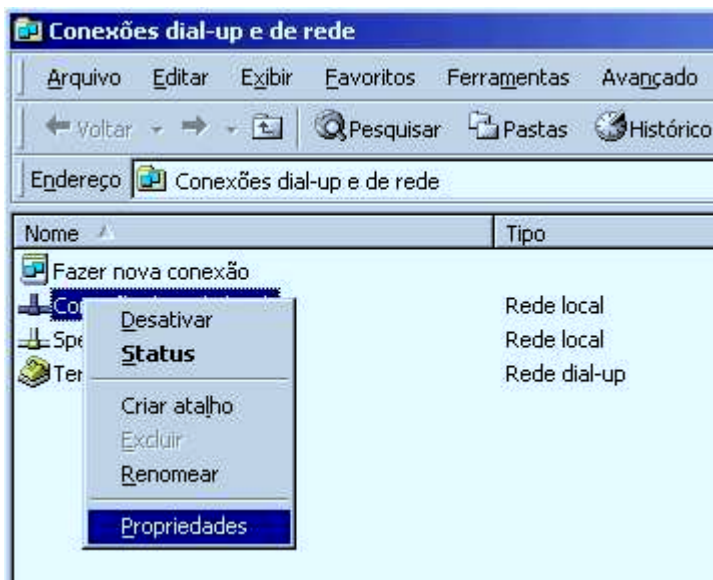 Conexões dial-up e de rede
Arquivo Editar Exibir Favoritos Ferramentas Avançado
Voltar Pesquisar Pastas Histórico
Endereço Conexões dial-up e de rede
Nome Tipo
Fazer nova conexão
Rede local
Desativar
Rede local
Status
Rede dial-up
Criar atalho
Excluir
Renomear
Propriedades